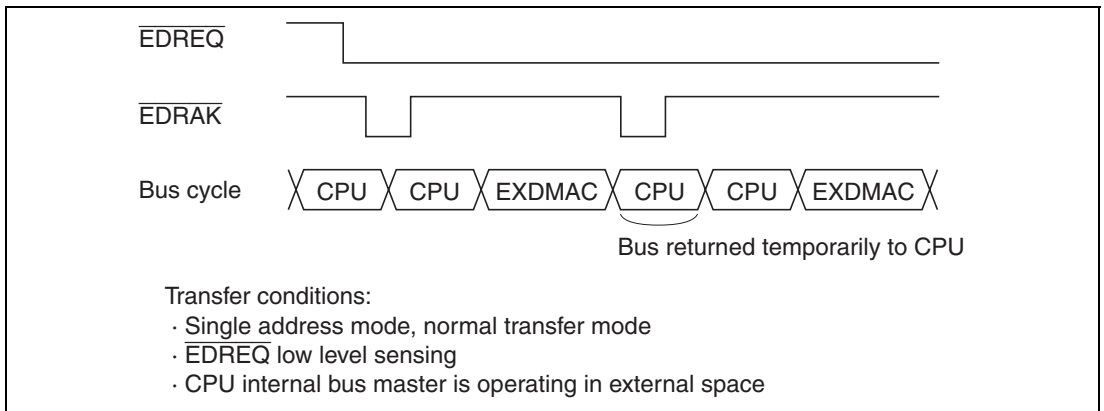 EDREQ
EDRAK
Bus cycle CPU CPU EXDMAC CPU CPU EXDMAC
Bus returned temporarily to CPU
Transfer conditions:
· Single address mode, normal transfer mode
· EDREQ low level sensing
· CPU internal bus master is operating in external space